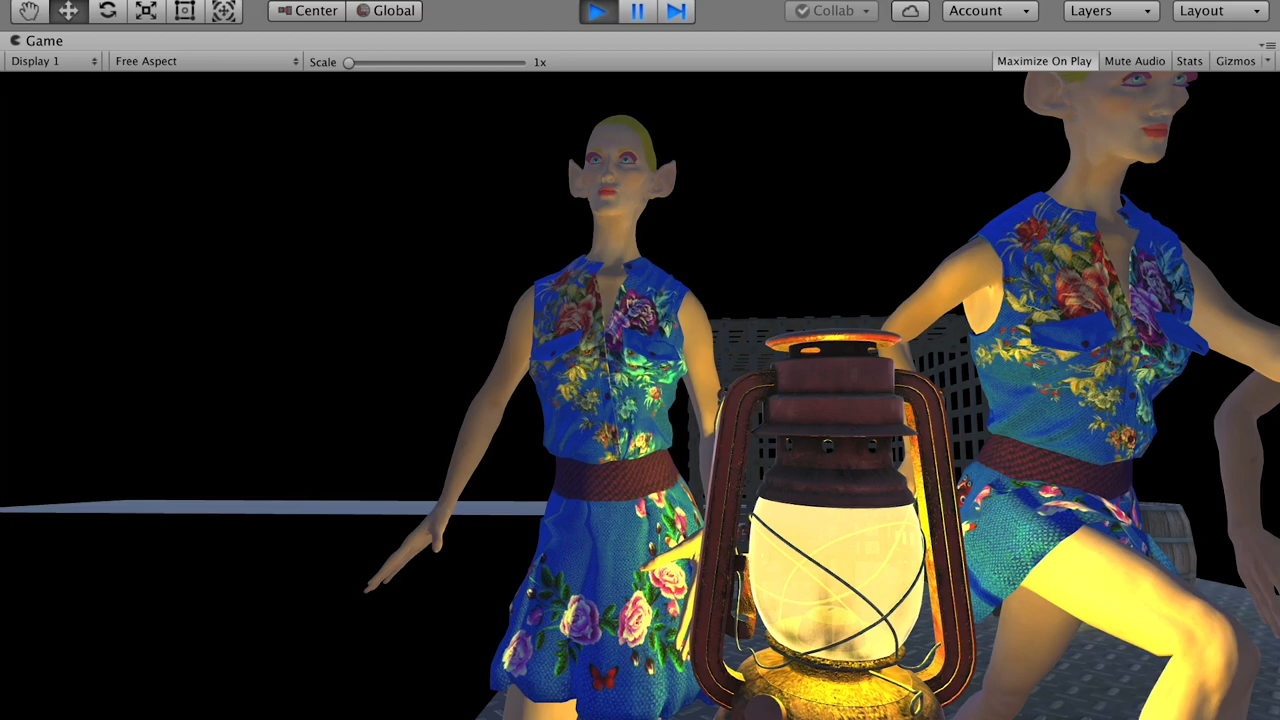 Center Global Collab Account Layers Layout
Game
Display 1 Free Aspect Scale 1x Maximize On Play Mute Audio Stats Gizmos